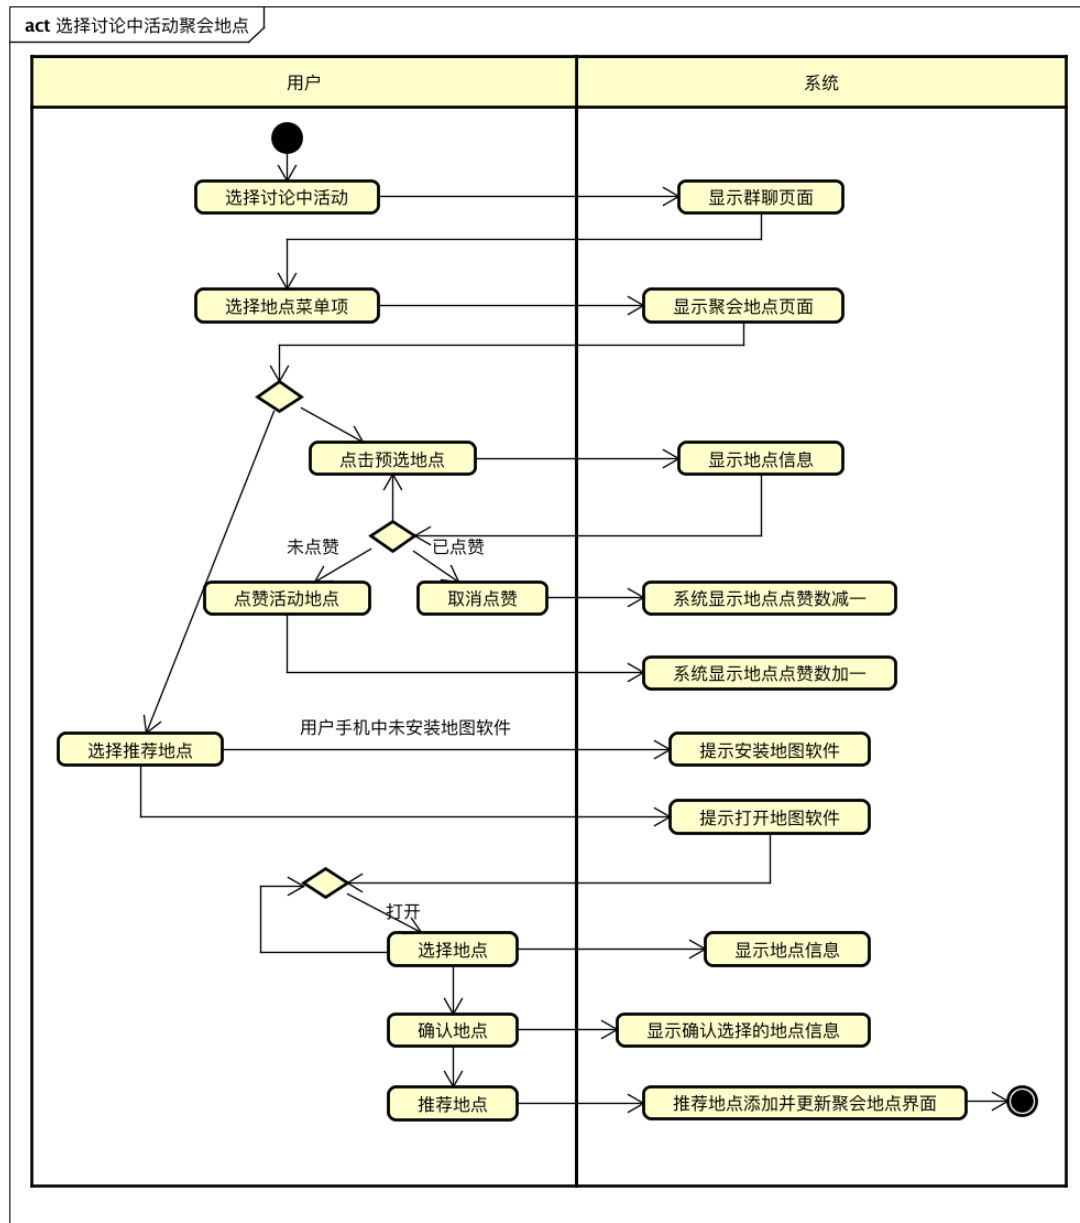 act 选择讨论中活动聚会地点
用户
系统
选择讨论中活动
显示群聊页面
选择地点菜单项
显示聚会地点页面
点击预选地点
显示地点信息
未点赞
已点赞
点赞活动地点
取消点赞
系统显示地点点赞数减一
系统显示地点点赞数加一
用户手机中未安装地图软件
选择推荐地点
提示安装地图软件
提示打开地图软件
打开
选择地点
显示地点信息
确认地点
显示确认选择的地点信息
推荐地点
推荐地点添加并更新聚会地点界面